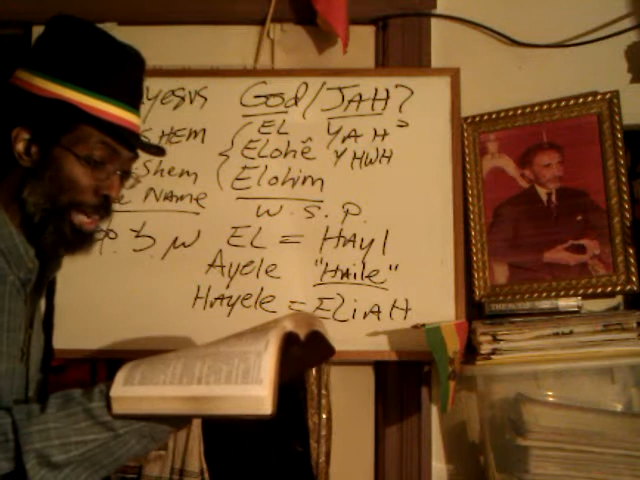 yesus God/JAH?
SHEM EL YAH?
Shem Elohê YHWH
NAME Elohim
W. S. P.
EL = HAYl
Ayele "HAiLE"
HAYELE = ELiAH